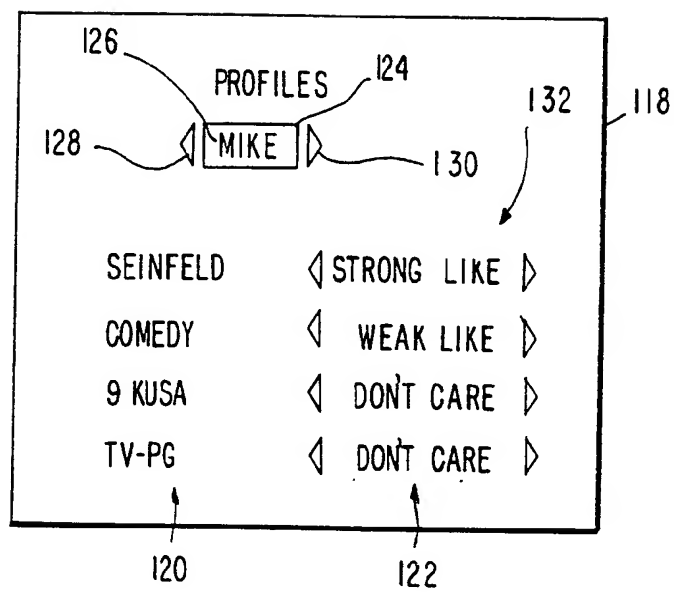 126
124
PROFILES
132
118
128
MIKE
130
SEINFELD STRONG LIKE
COMEDY WEAK LIKE
9 KUSA DON'T CARE
TV-PG DON'T CARE
120
122